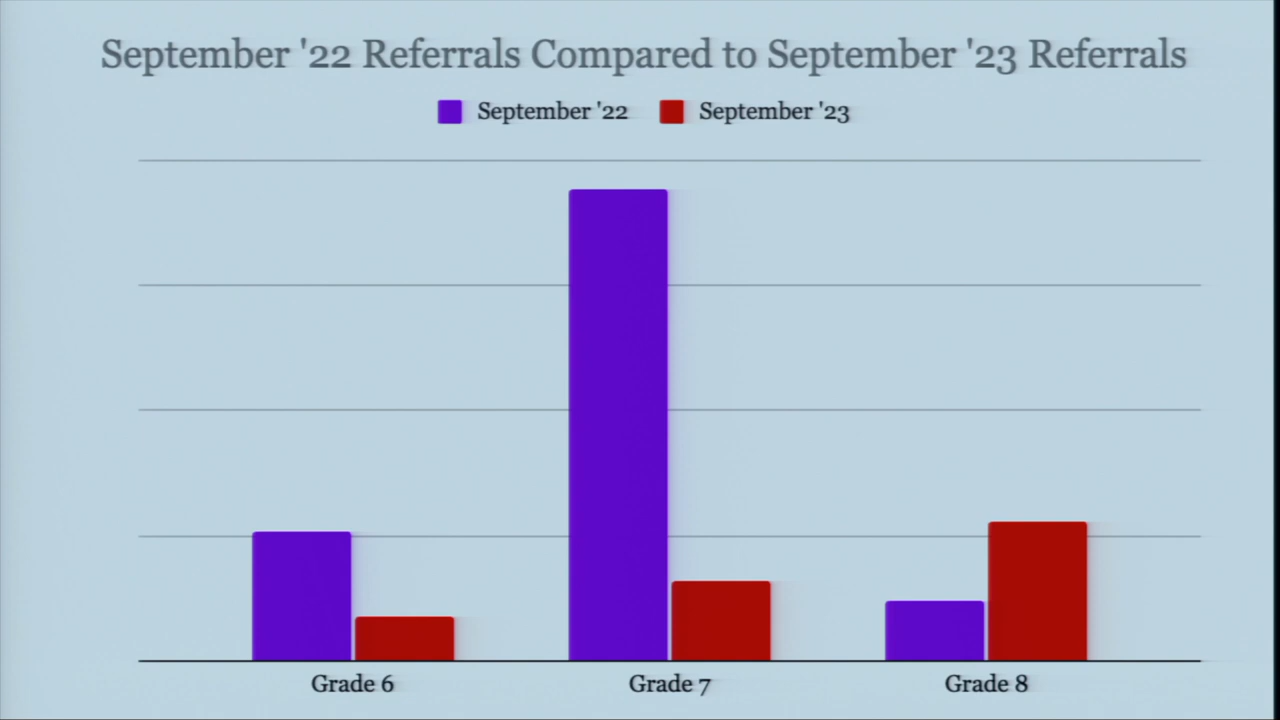 September '22 Referrals Compared to September '23 Referrals
September '22 September '23
Grade 6 Grade 7 Grade 8